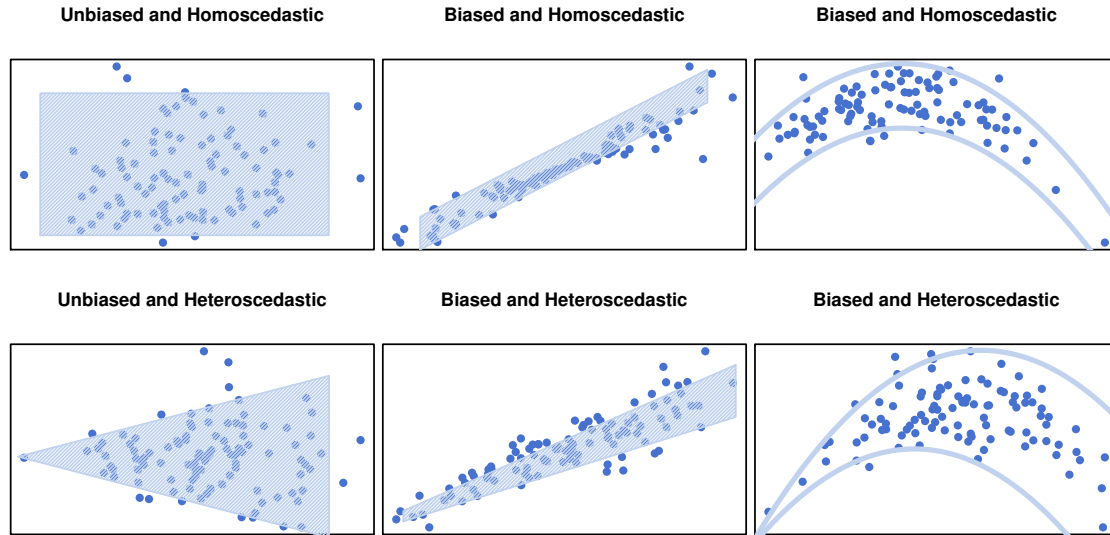 Unbiased and Homoscedastic
Biased and Homoscedastic
Biased and Homoscedastic
Unbiased and Heteroscedastic
Biased and Heteroscedastic
Biased and Heteroscedastic